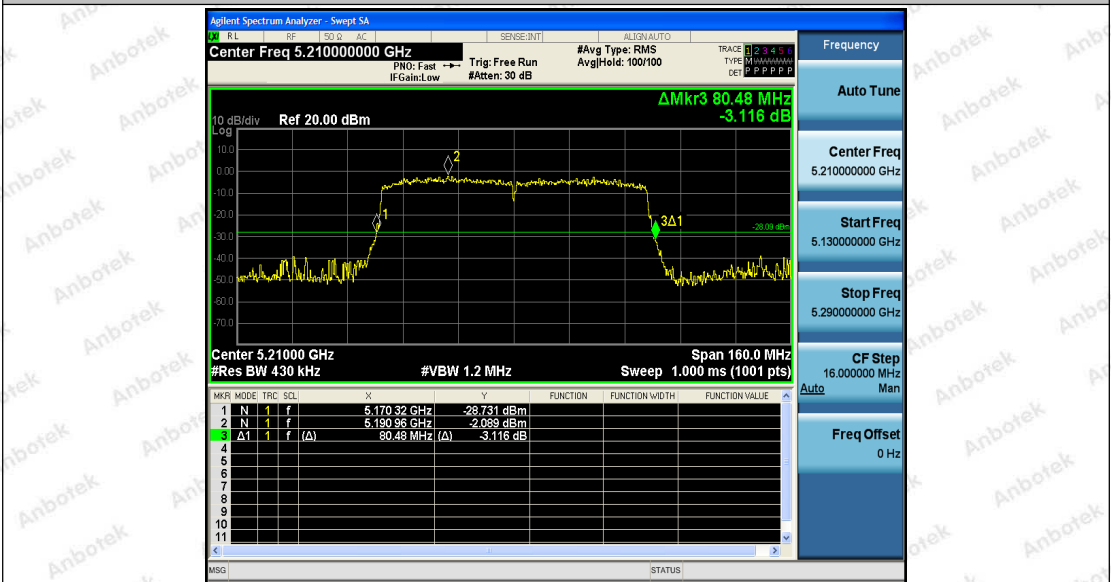 Agilent Spectrum Analyzer - Swept SA
LXI RL RF 50 Ω AC SENSE:INT ALIGNAUTO
Center Freq 5.210000000 GHz
PNO: Fast
IFGain:Low
Trig: Free Run
#Atten: 30 dB
#Avg Type: RMS
Avg|Hold: 100/100
TRACE 1 2 3 4 5 6
TYPE M
DET P P P P P P
ΔMkr3 80.48 MHz
-3.116 dB
10 dB/div Ref 20.00 dBm
Log
10.0
0.00
-10.0
-20.0
-30.0
-40.0
-50.0
-60.0
-70.0
1
2
3Δ1
-28.09 dBm
Center 5.21000 GHz Span 160.0 MHz
#Res BW 430 kHz #VBW 1.2 MHz Sweep 1.000 ms (1001 pts)
MKR MODE TRC SCL X Y FUNCTION FUNCTION WIDTH FUNCTION VALUE
1 N 1 f 5.170 32 GHz -28.731 dBm
2 N 1 f 5.190 96 GHz -2.089 dBm
3 Δ1 1 f (Δ) 80.48 MHz (Δ) -3.116 dB
4
5
6
7
8
9
10
11
MSG STATUS
Frequency
Auto Tune
Center Freq
5.210000000 GHz
Start Freq
5.130000000 GHz
Stop Freq
5.290000000 GHz
CF Step
16.000000 MHz
Auto Man
Freq Offset
0 Hz
Anbotek